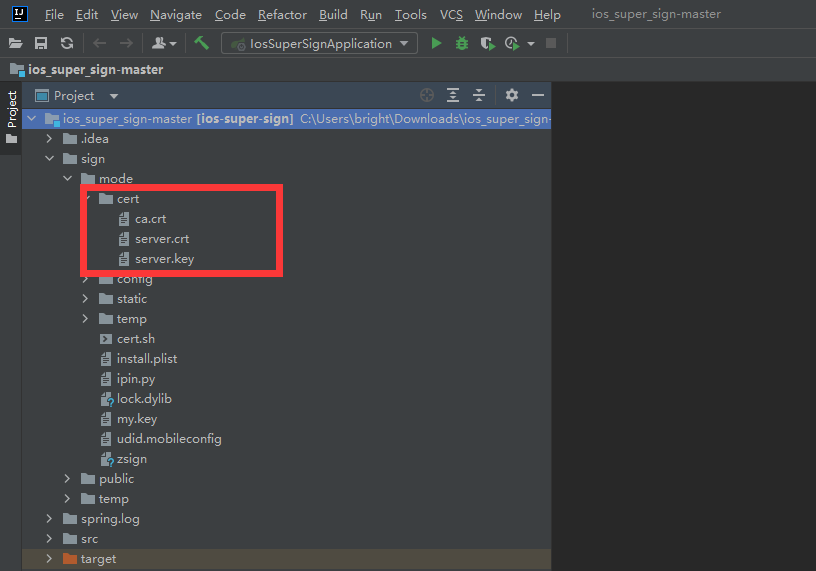 File Edit View Navigate Code Refactor Build Run Tools VCS Window Help ios_super_sign-master
IosSuperSignApplication
ios_super_sign-master
Project
Project
ios_super_sign-master [ios-super-sign] C:\Users\bright\Downloads\ios_super_sign-
.idea
sign
mode
cert
ca.crt
server.crt
server.key
config
static
temp
cert.sh
install.plist
ipin.py
lock.dylib
my.key
udid.mobileconfig
zsign
public
temp
spring.log
src
target